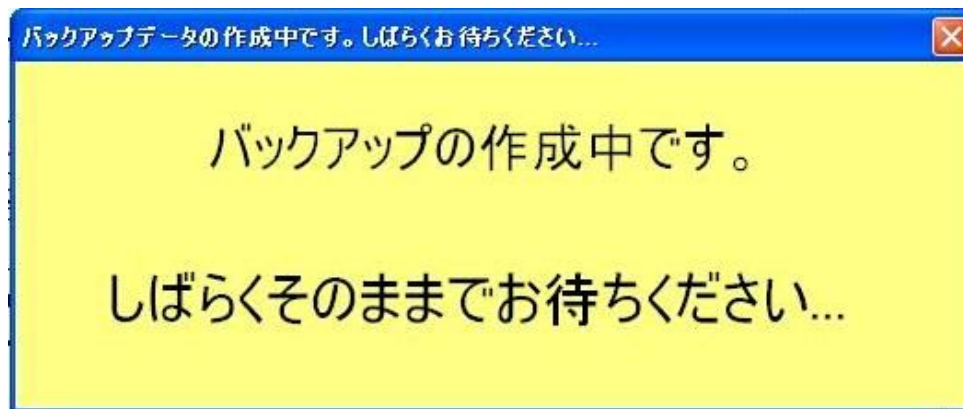 バックアップデータの作成中です。しばらくお待ちください...
バックアップの作成中です。
しばらくそのままでお待ちください...